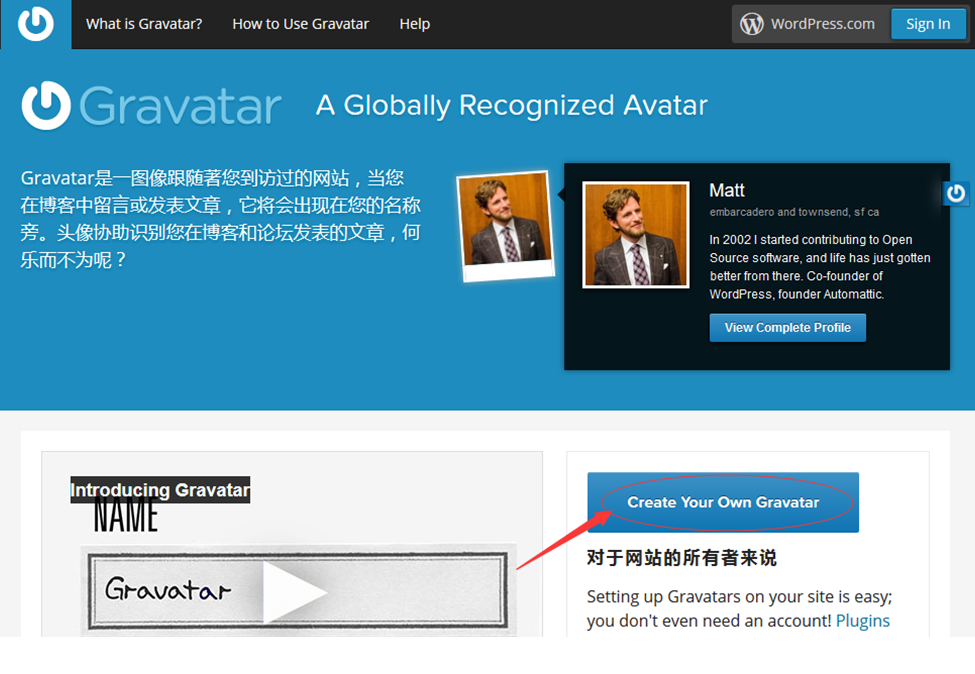 What is Gravatar?
How to Use Gravatar
Help
WordPress.com
Sign In
Gravatar
A Globally Recognized Avatar
Gravatar是一图像跟随著您到访过的网站，当您
在博客中留言或发表文章，它将会出现在您的名称
旁。头像协助识别您在博客和论坛发表的文章，何
乐而不为呢？
Matt
embarcadero and townsend, sf ca
In 2002 I started contributing to Open
Source software, and life has just gotten
better from there. Co-founder of
WordPress, founder Automattic.
View Complete Profile
Introducing Gravatar
NAME
Gravatar
Create Your Own Gravatar
对于网站的所有者来说
Setting up Gravatars on your site is easy;
you don't even need an account! Plugins